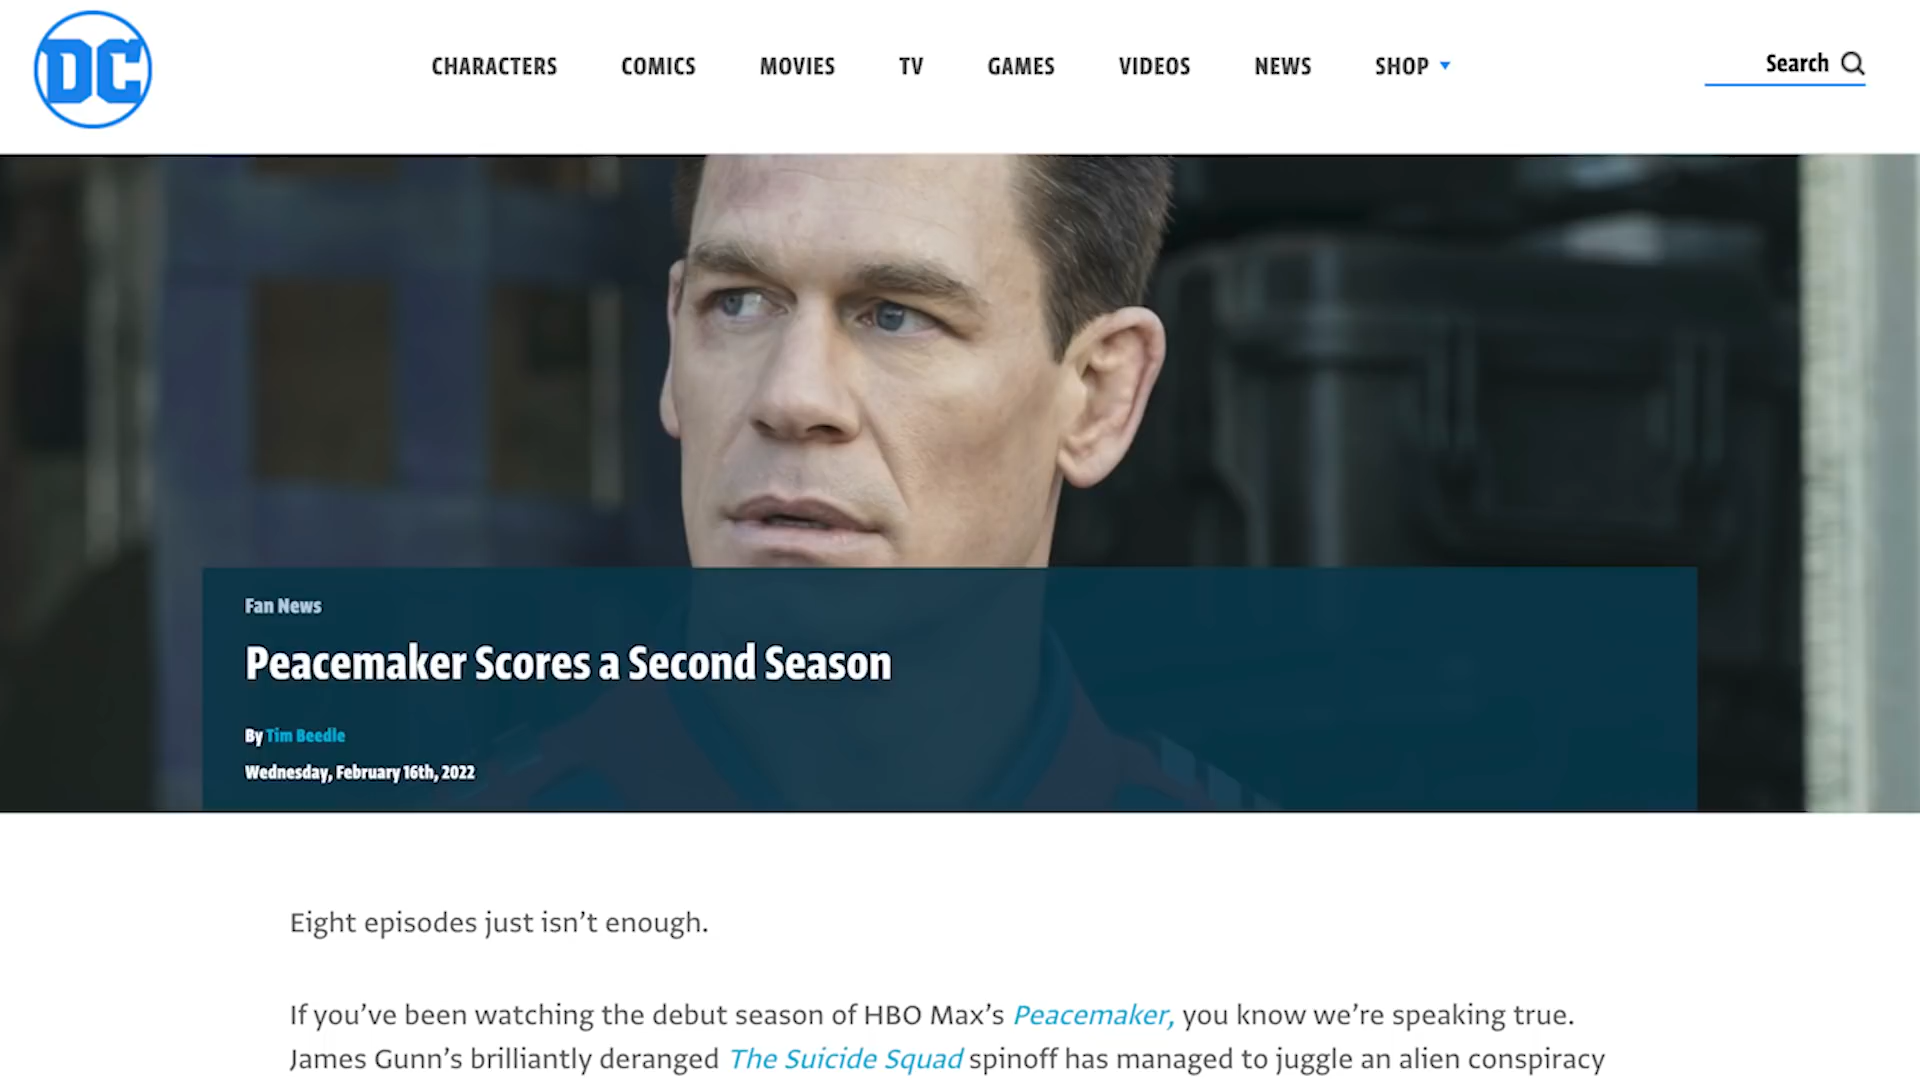 DC
CHARACTERS COMICS MOVIES TV GAMES VIDEOS NEWS SHOP Search
Fan News
Peacemaker Scores a Second Season
By Tim Beedle
Wednesday, February 16th, 2022
Eight episodes just isn’t enough.
If you’ve been watching the debut season of HBO Max’s Peacemaker, you know we’re speaking true.
James Gunn’s brilliantly deranged The Suicide Squad spinoff has managed to juggle an alien conspiracy